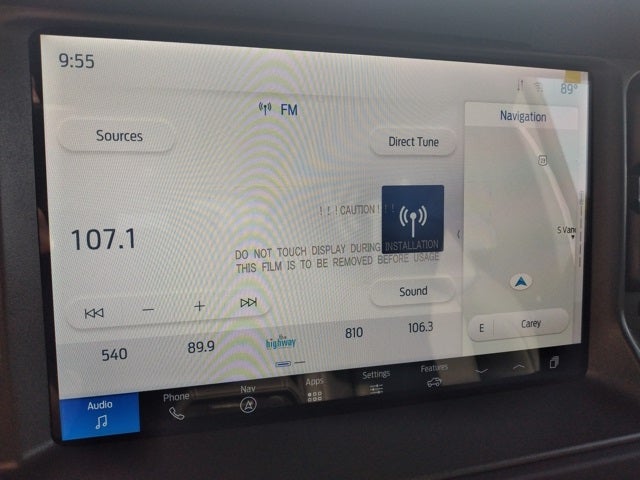 9:55
89°
FM
Navigation
Sources
Direct Tune
!!!CAUTION!!!
107.1
S Van
DO NOT TOUCH DISPLAY DURING INSTALLATION
THIS FILM IS TO BE REMOVED BEFORE USAGE
Sound
E Carey
540
89.9
the
highway
810
106.3
Audio
Phone
Nav
Apps
Settings
Features